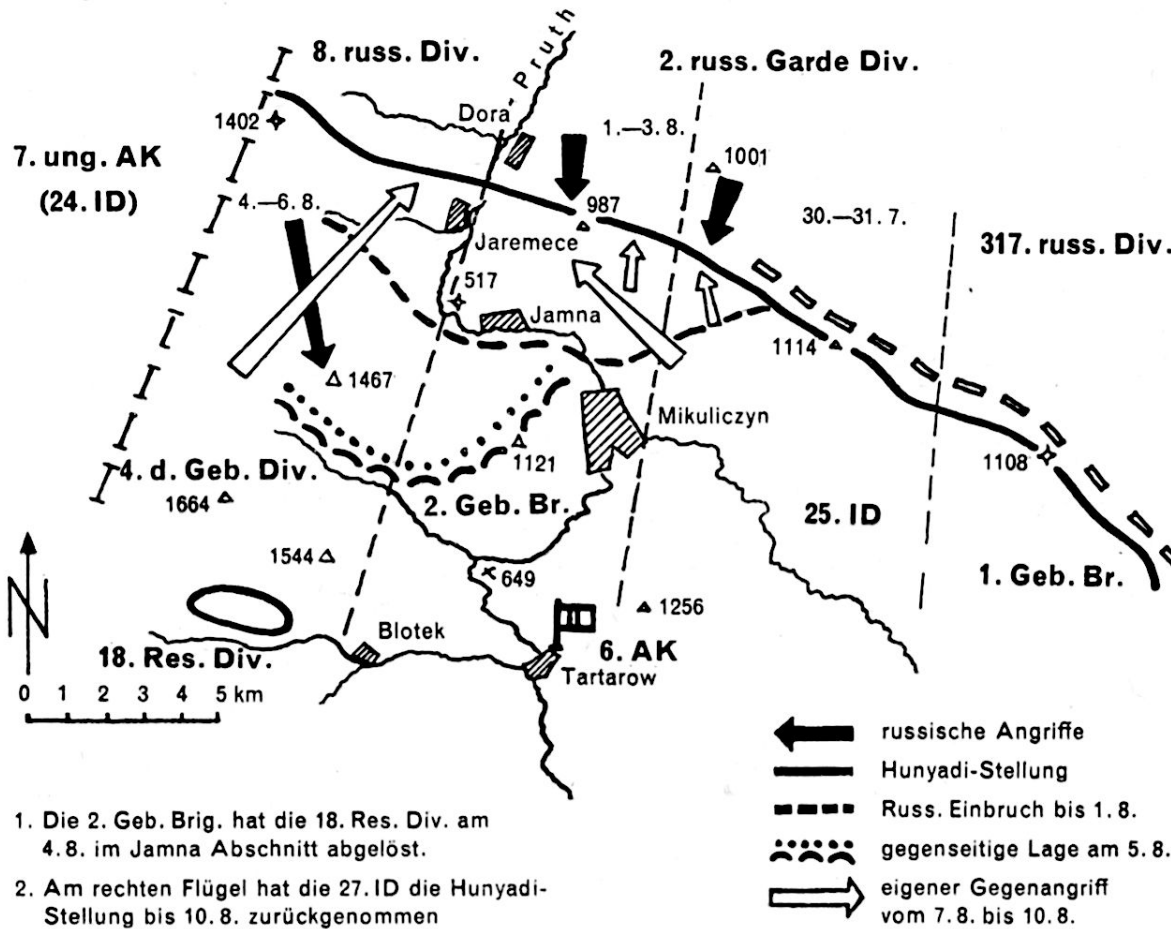 8. russ. Div.
Pruth
2. russ. Garde Div.
Dora
1.—3.8.
1402
1001
7. ung. AK
(24. ID)
4.—6.8.
987
30.—31.7.
Jaremece
317. russ. Div.
517
Jamna
1114
1467
Mikuliczyn
1121
1108
4. d. Geb. Div.
1664
2. Geb. Br.
25. ID
1544
649
1. Geb. Br.
N
1256
Blotek
18. Res. Div.
6. AK
Tartarow
0 1 2 3 4 5 km
russische Angriffe
Hunyadi-Stellung
Russ. Einbruch bis 1. 8.
gegenseitige Lage am 5. 8.
eigener Gegenangriff
vom 7. 8. bis 10. 8.
1. Die 2. Geb. Brig. hat die 18. Res. Div. am
4. 8. im Jamna Abschnitt abgelöst.
2. Am rechten Flügel hat die 27. ID die Hunyadi-
Stellung bis 10. 8. zurückgenommen